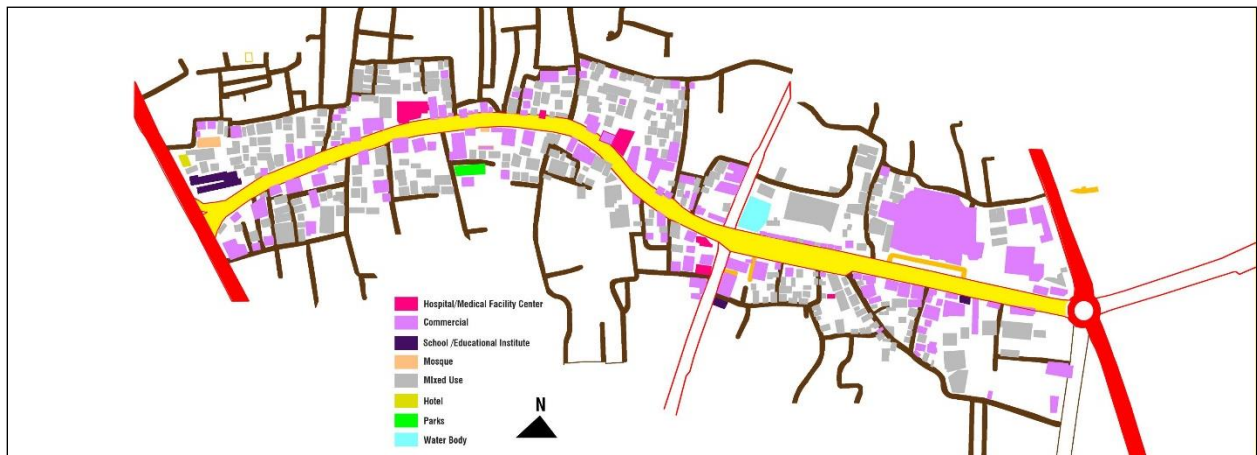 Hospital/Medical Facility Center
Commercial
School /Educational Institute
Mosque
MIxed Use
Hotel
Parks
Water Body
N